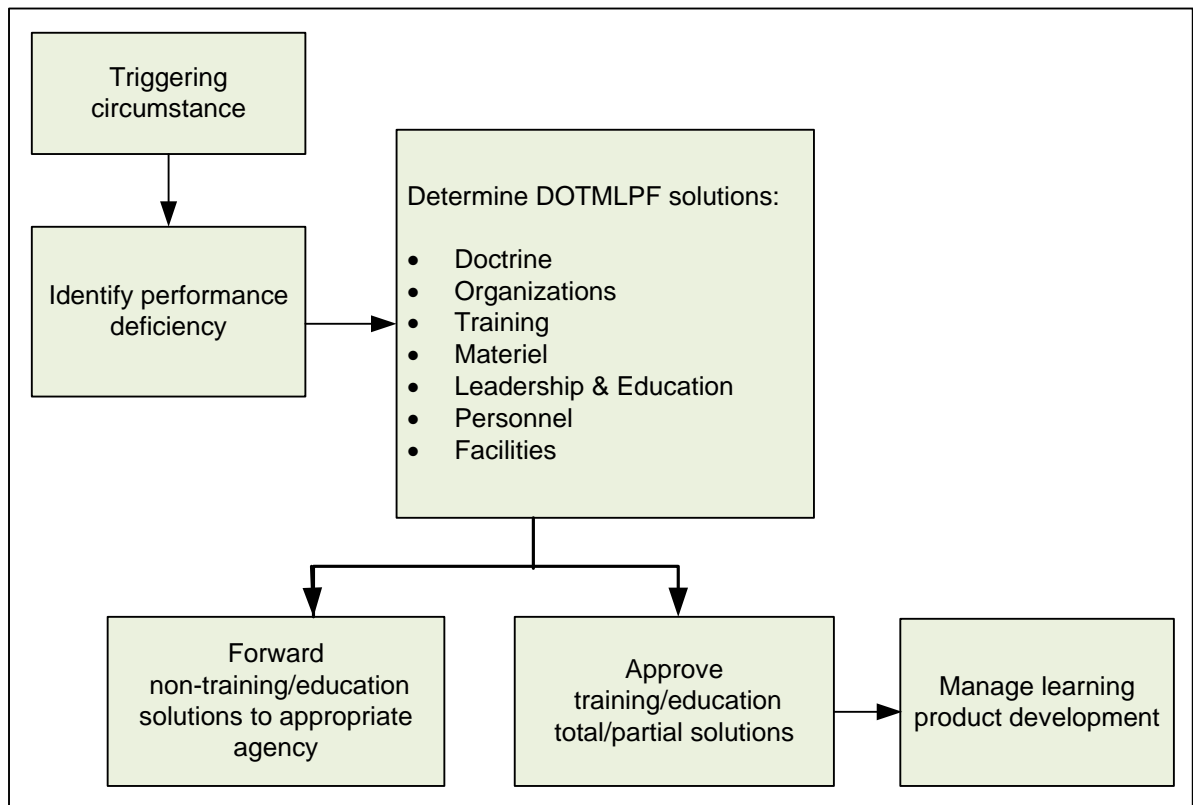 Triggering
circumstance
Identify performance
deficiency
Determine DOTMLPF solutions:
• Doctrine
• Organizations
• Training
• Materiel
• Leadership & Education
• Personnel
• Facilities
Forward
non-training/education
solutions to appropriate
agency
Approve
training/education
total/partial solutions
Manage learning
product development